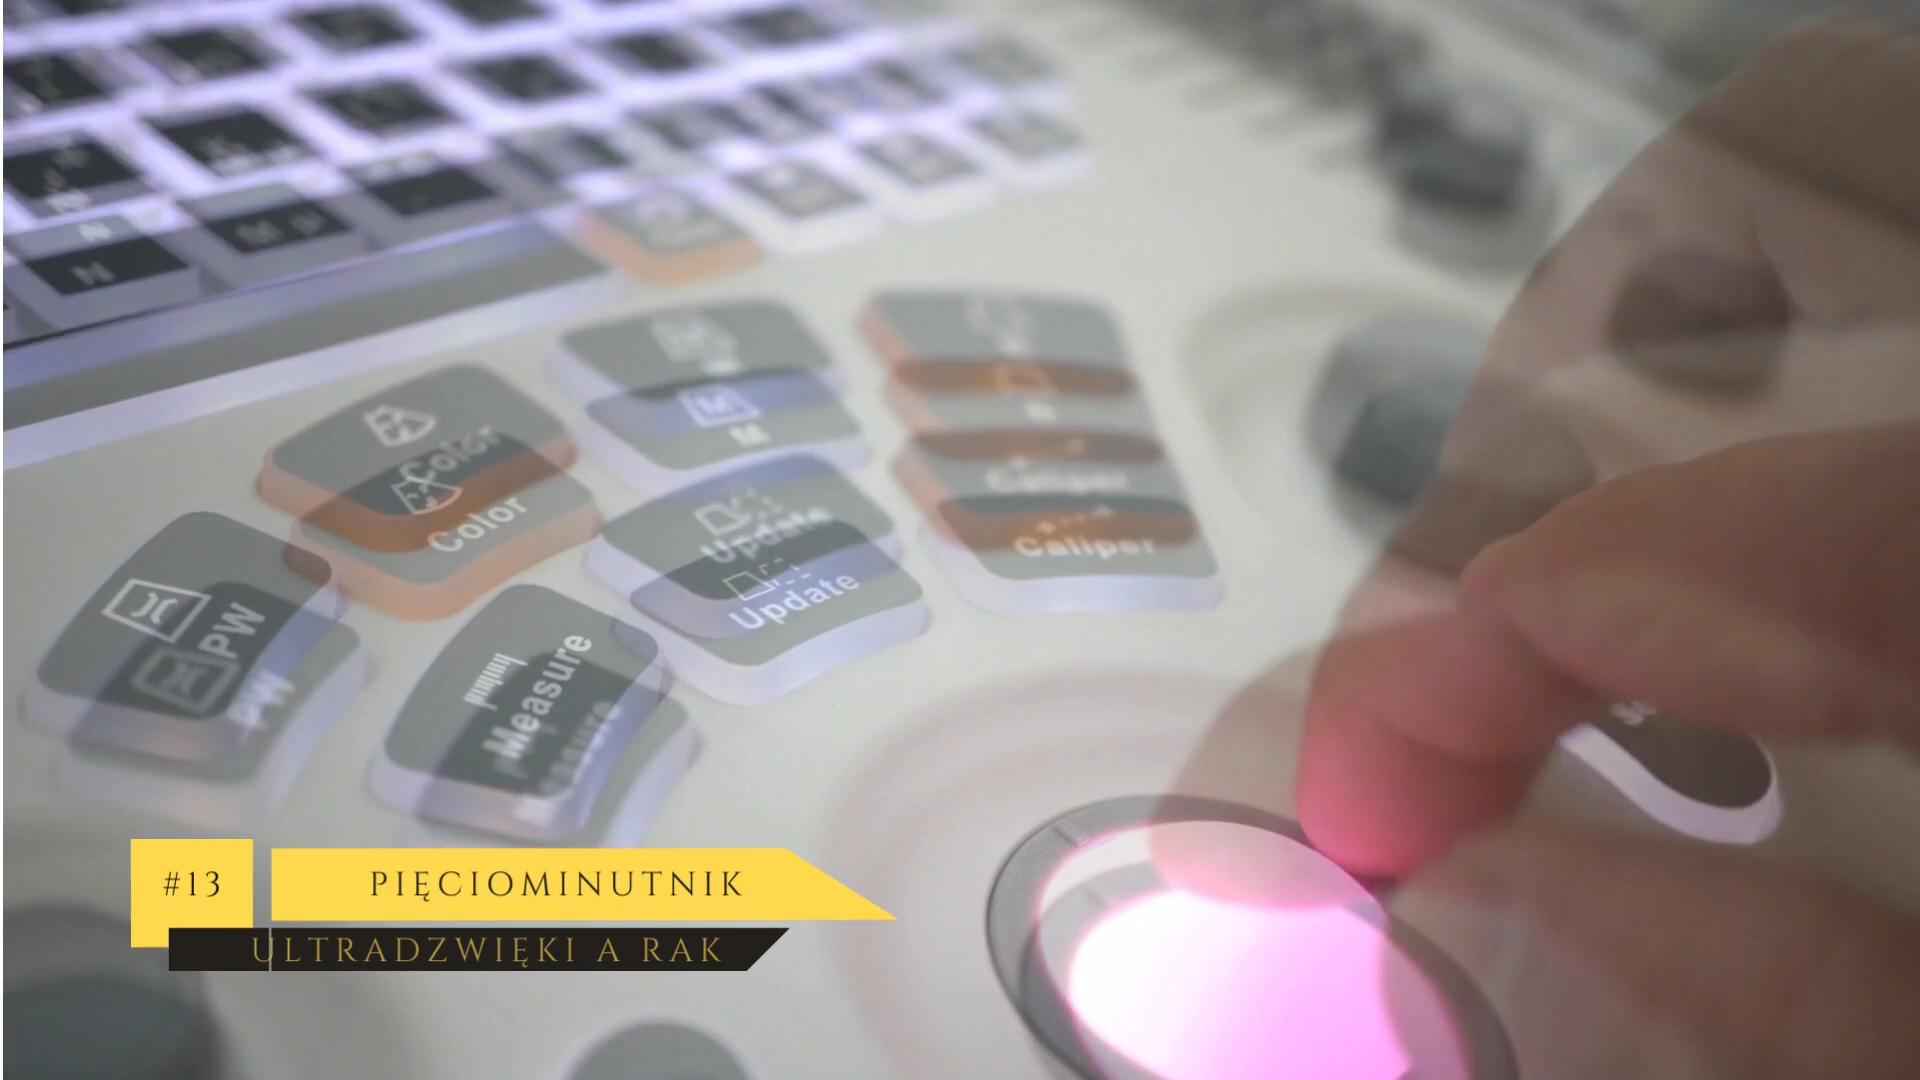 N
N
M
M
M
Color
Color
Update
Update
Caliper
Caliper
PW
PW
Measure
#13
PIĘCIOMINUTNIK
ULTRADZWIĘKI A RAK